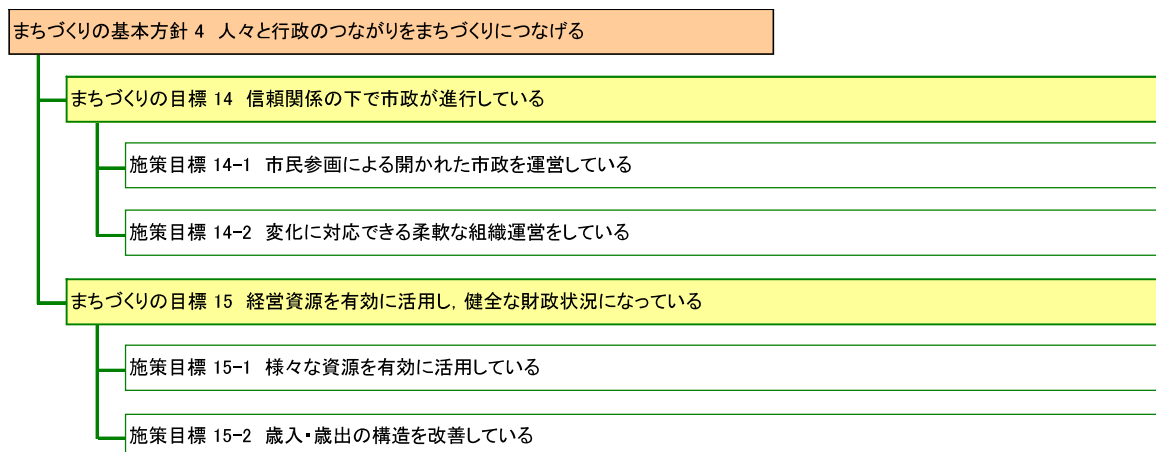 まちづくりの基本方針 4 人々と行政のつながりをまちづくりにつなげる
まちづくりの目標 14 信頼関係の下で市政が進行している
施策目標 14-1 市民参画による開かれた市政を運営している
施策目標 14-2 変化に対応できる柔軟な組織運営をしている
まちづくりの目標 15 経営資源を有効に活用し，健全な財政状況になっている
施策目標 15-1 様々な資源を有効に活用している
施策目標 15-2 歳入・歳出の構造を改善している